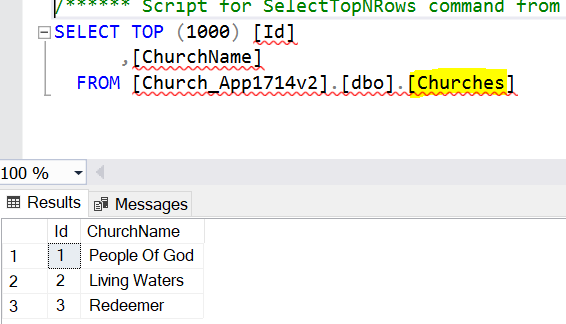 /****** Script for SelectTopNRows command from
SELECT TOP (1000) [Id]
,[ChurchName]
FROM [Church_App1714v2].[dbo].[Churches]
100 %
Results Messages
Id ChurchName
1 1 People Of God
2 2 Living Waters
3 3 Redeemer